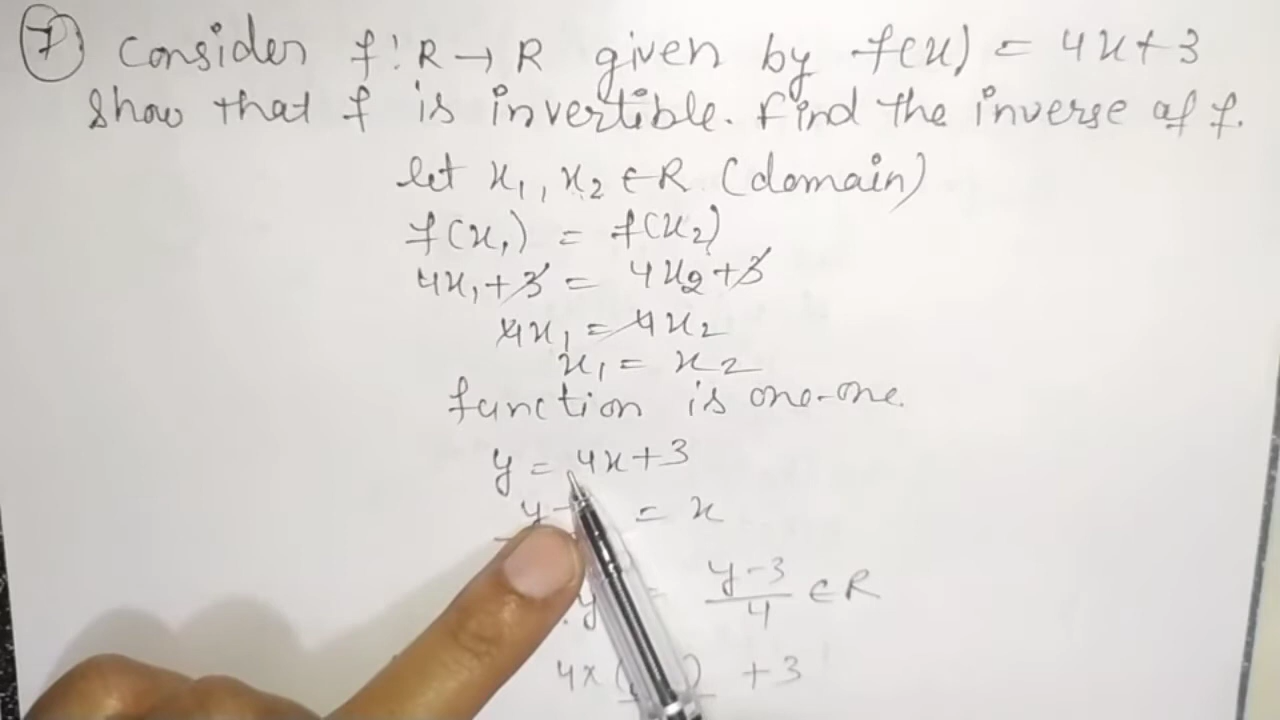 7 Consider f: R → R given by f(x) = 4x+3
Show that f is invertible. Find the inverse of f.
let x₁, x₂ ∈ R (domain)
f(x₁) = f(x₂)
4x₁+3 = 4x₂+3
4x₁ = 4x₂
x₁ = x₂
function is one-one.
y = 4x+3
y- = x
y = y-3/4 ∈ R
4x ( ) +3